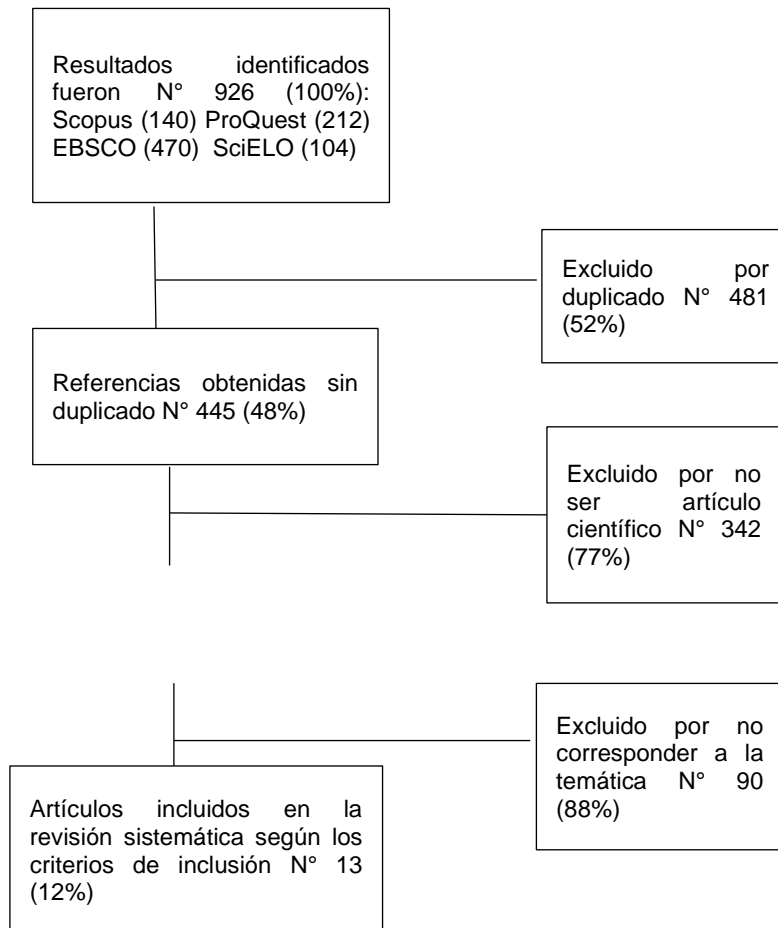 Resultados identificados
fueron N° 926 (100%):
Scopus (140) ProQuest (212)
EBSCO (470) SciELO (104)
Excluido por
duplicado N° 481
(52%)
Referencias obtenidas sin
duplicado N° 445 (48%)
Excluido por no
ser artículo
científico N° 342
(77%)
Excluido por no
corresponder a la
temática N° 90
(88%)
Artículos incluidos en la
revisión sistemática según los
criterios de inclusión N° 13
(12%)